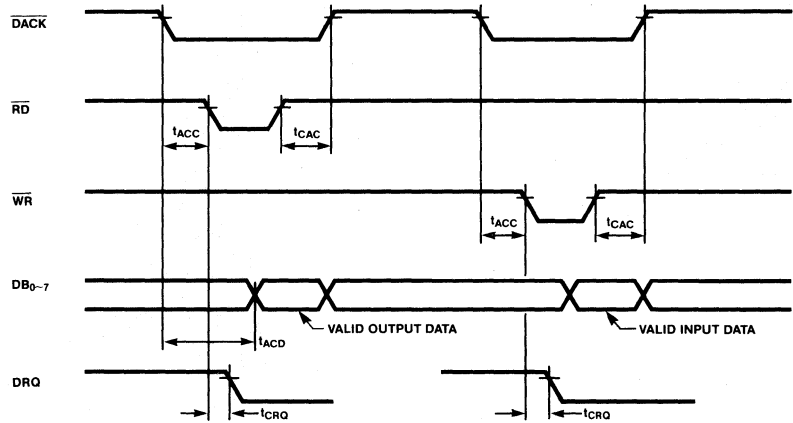 DACK
RD
tACC
tCAC
WR
tACC
tCAC
DB0~7
VALID OUTPUT DATA
VALID INPUT DATA
tACD
DRQ
tCRQ
tCRQ